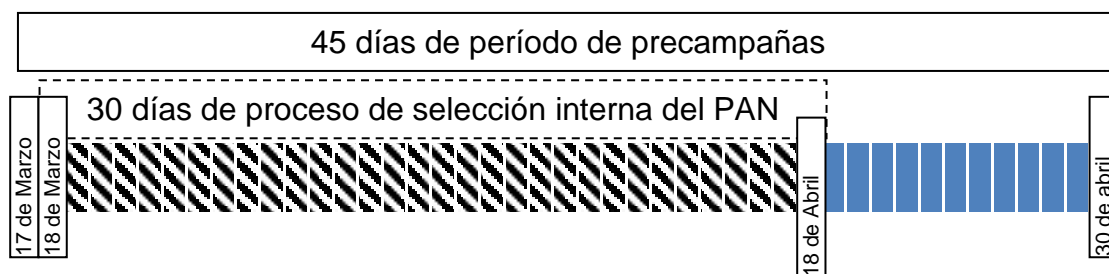 45 días de período de precampañas
30 días de proceso de selección interna del PAN
17 de Marzo
18 de Marzo
18 de Abril
30 de abril